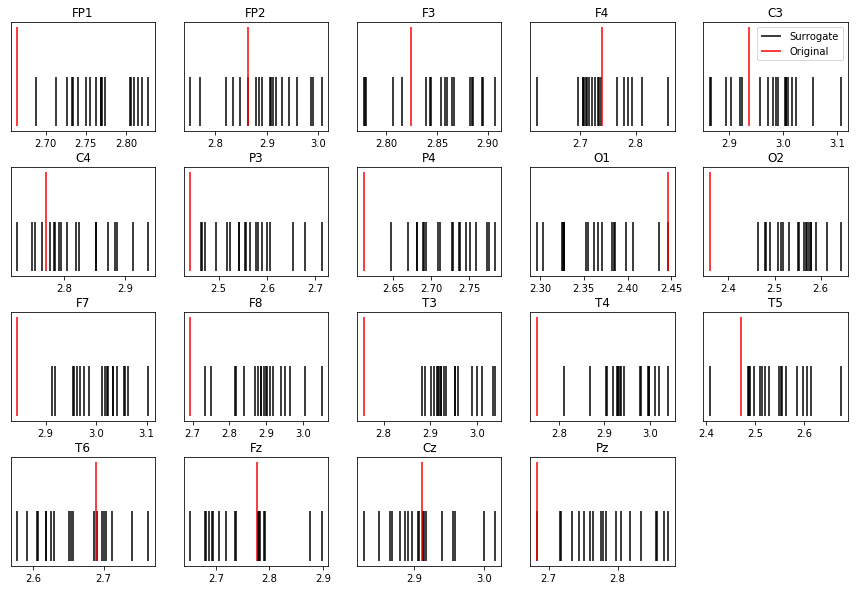 FP1 FP2 F3 F4 C3
Surrogate
Original
2.70 2.75 2.80 2.8 2.9 3.0 2.80 2.85 2.90 2.7 2.8 2.9 3.0 3.1
C4 P3 P4 O1 O2
2.8 2.9 2.5 2.6 2.7 2.65 2.70 2.75 2.30 2.35 2.40 2.45 2.4 2.5 2.6
F7 F8 T3 T4 T5
2.9 3.0 3.1 2.7 2.8 2.9 3.0 2.8 2.9 3.0 2.8 2.9 3.0 2.4 2.5 2.6
T6 Fz Cz Pz
2.6 2.7 2.7 2.8 2.9 2.9 3.0 2.7 2.8